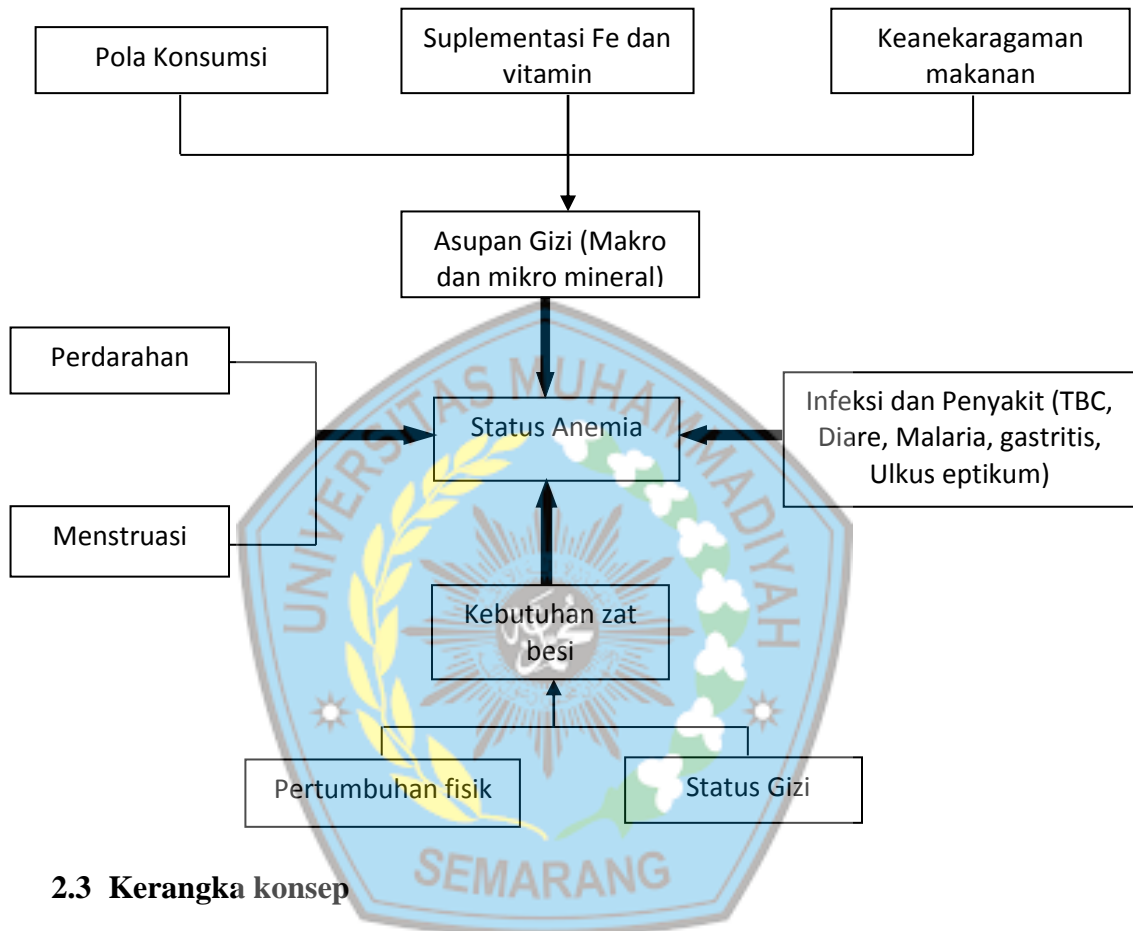 Pola Konsumsi
Suplementasi Fe dan
vitamin
Keanekaragaman
makanan
Asupan Gizi (Makro
dan mikro mineral)
Perdarahan
Menstruasi
Status Anemia
Infeksi dan Penyakit (TBC,
Diare, Malaria, gastritis,
Ulkus eptikum)
Kebutuhan zat
besi
Pertumbuhan fisik
Status Gizi
UNIVERSITAS MUHAMMADIYAH
SEMARANG
2.3 Kerangka konsep